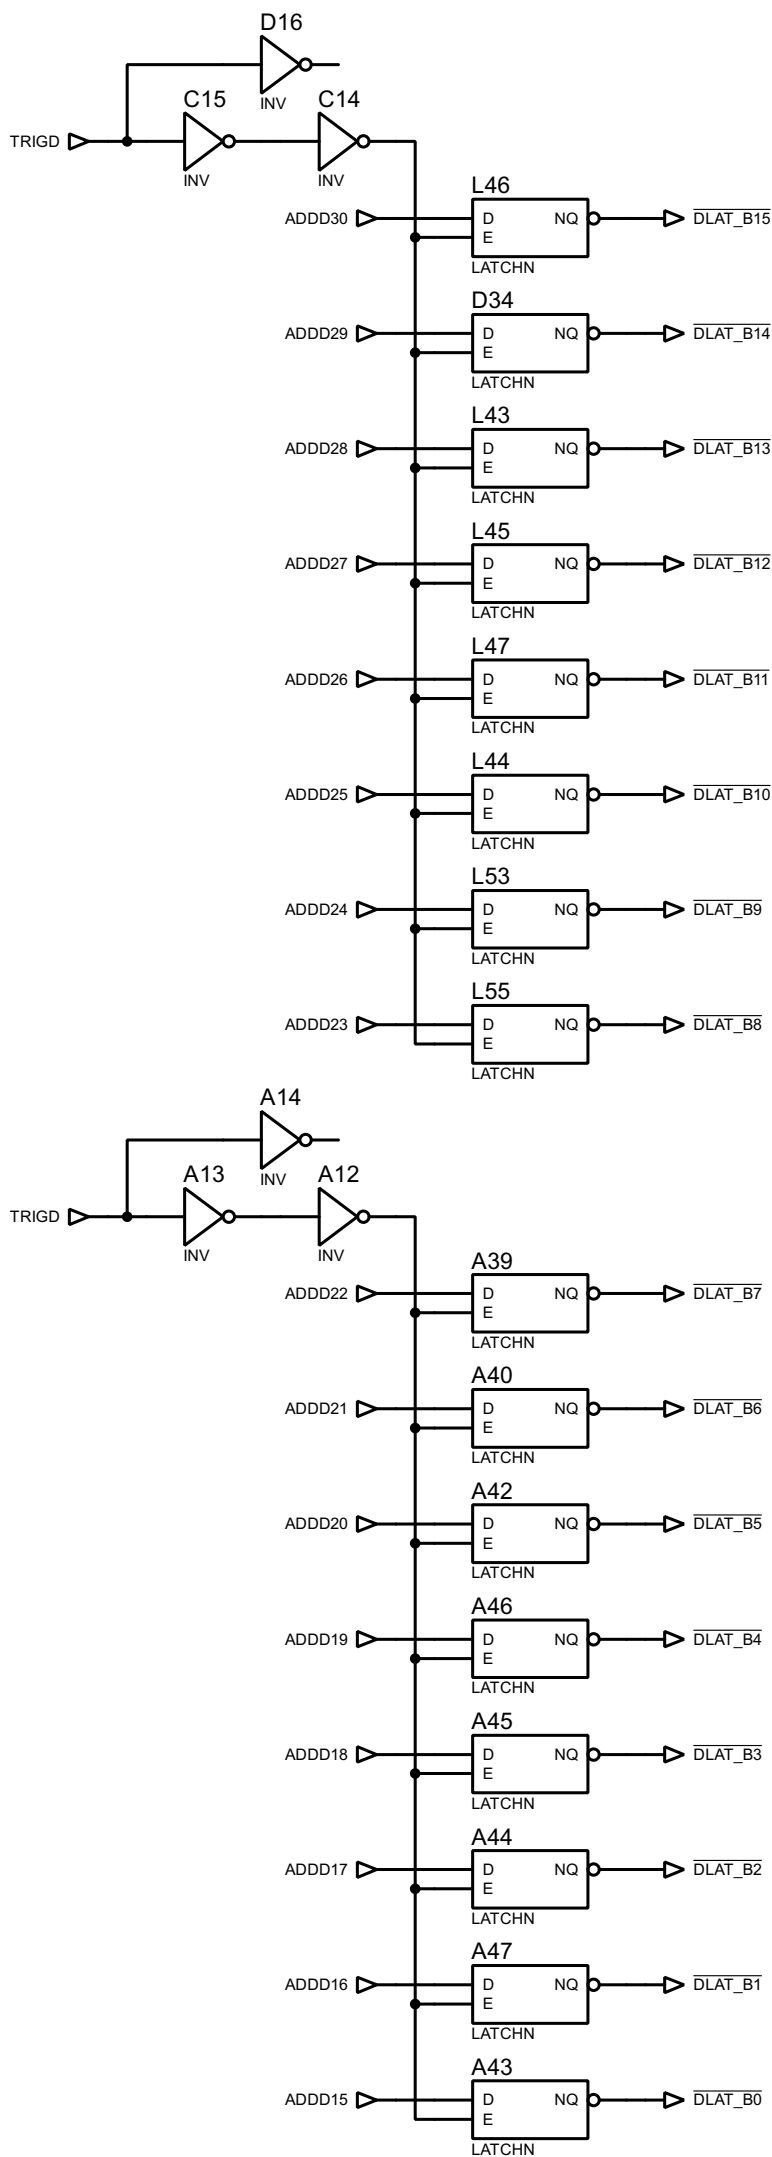 D16
INV
C15
C14
TRIGD
INV
INV
L46
ADDD30
D
NQ
DLAT_B15
E
LATCHN
D34
ADDD29
D
NQ
DLAT_B14
E
LATCHN
L43
ADDD28
D
NQ
DLAT_B13
E
LATCHN
L45
ADDD27
D
NQ
DLAT_B12
E
LATCHN
L47
ADDD26
D
NQ
DLAT_B11
E
LATCHN
L44
ADDD25
D
NQ
DLAT_B10
E
LATCHN
L53
ADDD24
D
NQ
DLAT_B9
E
LATCHN
L55
ADDD23
D
NQ
DLAT_B8
E
LATCHN
A14
INV
A13
A12
TRIGD
INV
INV
A39
ADDD22
D
NQ
DLAT_B7
E
LATCHN
A40
ADDD21
D
NQ
DLAT_B6
E
LATCHN
A42
ADDD20
D
NQ
DLAT_B5
E
LATCHN
A46
ADDD19
D
NQ
DLAT_B4
E
LATCHN
A45
ADDD18
D
NQ
DLAT_B3
E
LATCHN
A44
ADDD17
D
NQ
DLAT_B2
E
LATCHN
A47
ADDD16
D
NQ
DLAT_B1
E
LATCHN
A43
ADDD15
D
NQ
DLAT_B0
E
LATCHN